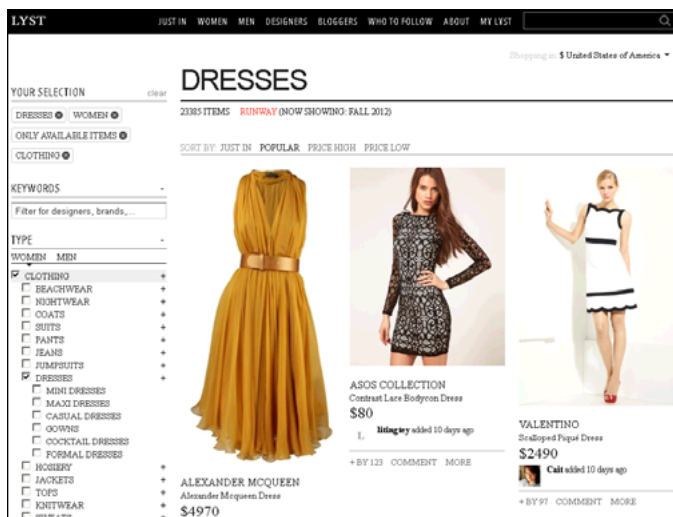 LYST
JUST IN WOMEN MEN DESIGNERS BLOGGERS WHO TO FOLLOW ABOUT MY LYST
Shopping in $ United States of America
DRESSES
23385 ITEMS RUNWAY (NOW SHOWING: FALL 2012)
SORT BY: JUST IN POPULAR PRICE HIGH PRICE LOW
YOUR SELECTION clear
DRESSES WOMEN
ONLY AVAILABLE ITEMS
CLOTHING
KEYWORDS -
Filter for designers, brands,...
TYPE -
WOMEN MEN
CLOTHING +
BEACHWEAR +
NIGHTWEAR +
COATS +
SUITS +
PANTS +
JEANS +
JUMPSUITS +
DRESSES +
MINI DRESSES
MAXI DRESSES
CASUAL DRESSES
GOWNS
COCKTAIL DRESSES
FORMAL DRESSES
HOSIERY +
JACKETS +
TOPS +
KNITWEAR +
SWEATS +
ALEXANDER MCQUEEN
Alexander Mcqueen Dress
$4970
ASOS COLLECTION
Contrast Lace Bodycon Dress
$80
L
litingtey added 10 days ago
+ BY 123 COMMENT MORE
VALENTINO
Scalloped Piqué Dress
$2490
Cait added 10 days ago
+ BY 97 COMMENT MORE